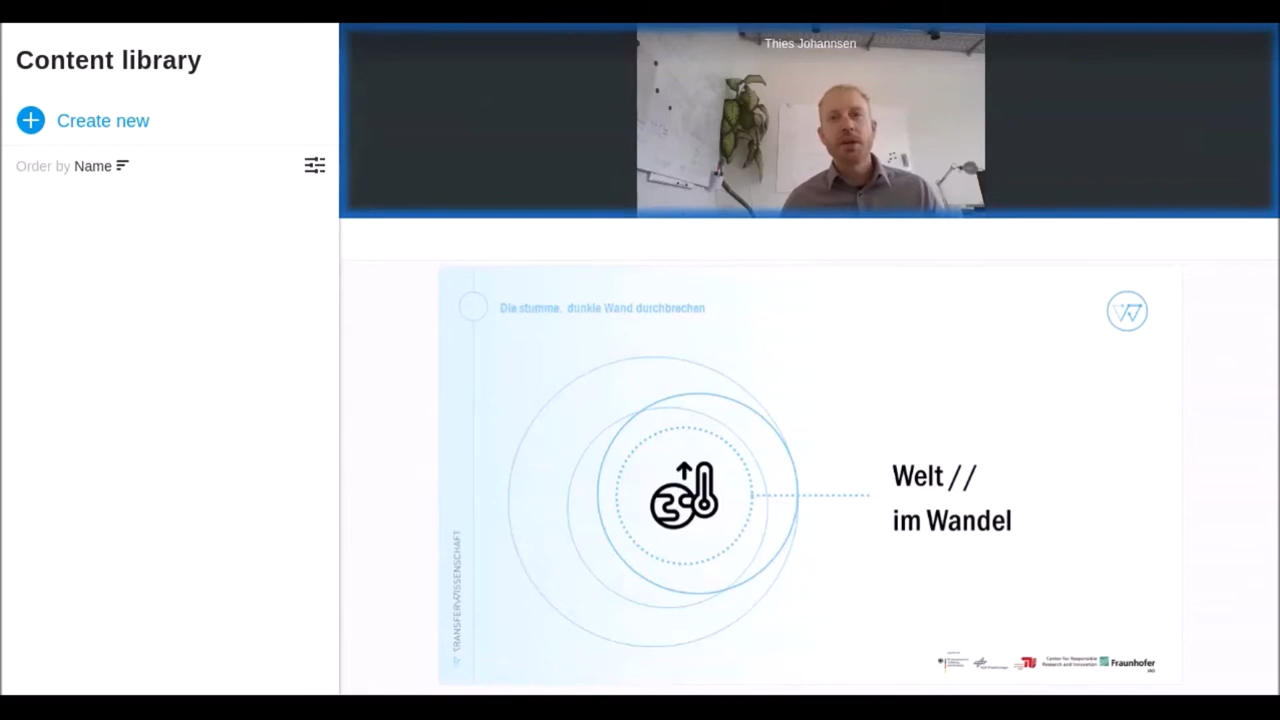 Content library
Create new
Order by Name
Thies Johannsen
Die stumme, dunkle Wand durchbrechen
Welt //
im Wandel
TRANSFERWISSENSCHAFT
Center for Responsible
Research and Innovation
Fraunhofer
IAO